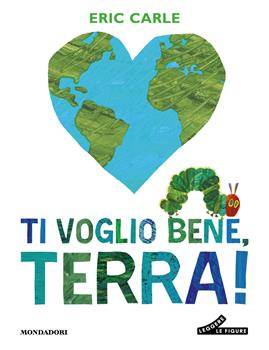 ERIC CARLE
TI VOGLIO BENE,
TERRA!
MONDADORI
LEGGERE
LE FIGURE